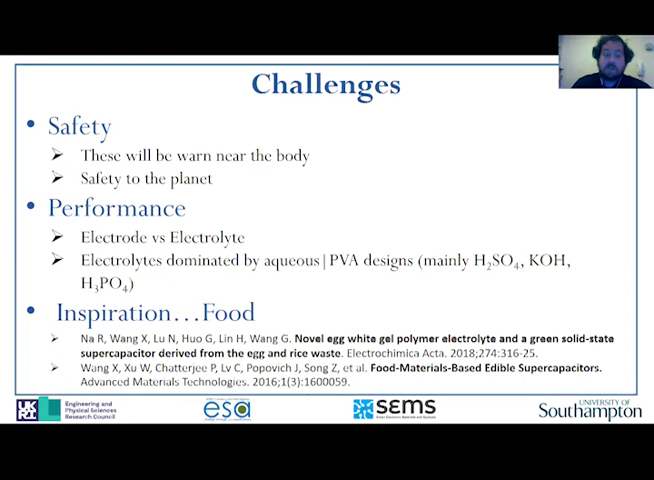 Challenges
• Safety
➢ These will be warn near the body
➢ Safety to the planet
• Performance
➢ Electrode vs Electrolyte
➢ Electrolytes dominated by aqueous|PVA designs (mainly H₂SO₄, KOH,
H₃PO₄)
• Inspiration…Food
➢ Na R, Wang X, Lu N, Huo G, Lin H, Wang G. Novel egg white gel polymer electrolyte and a green solid-state
supercapacitor derived from the egg and rice waste. Electrochimica Acta. 2018;274:316-25.
➢ Wang X, Xu W, Chatterjee P, Lv C, Popovich J, Song Z, et al. Food-Materials-Based Edible Supercapacitors.
Advanced Materials Technologies. 2016;1(3):1600059.
UKRI
Engineering and
Physical Sciences
Research Council
esa
SEMS
UNIVERSITY OF
Southampton